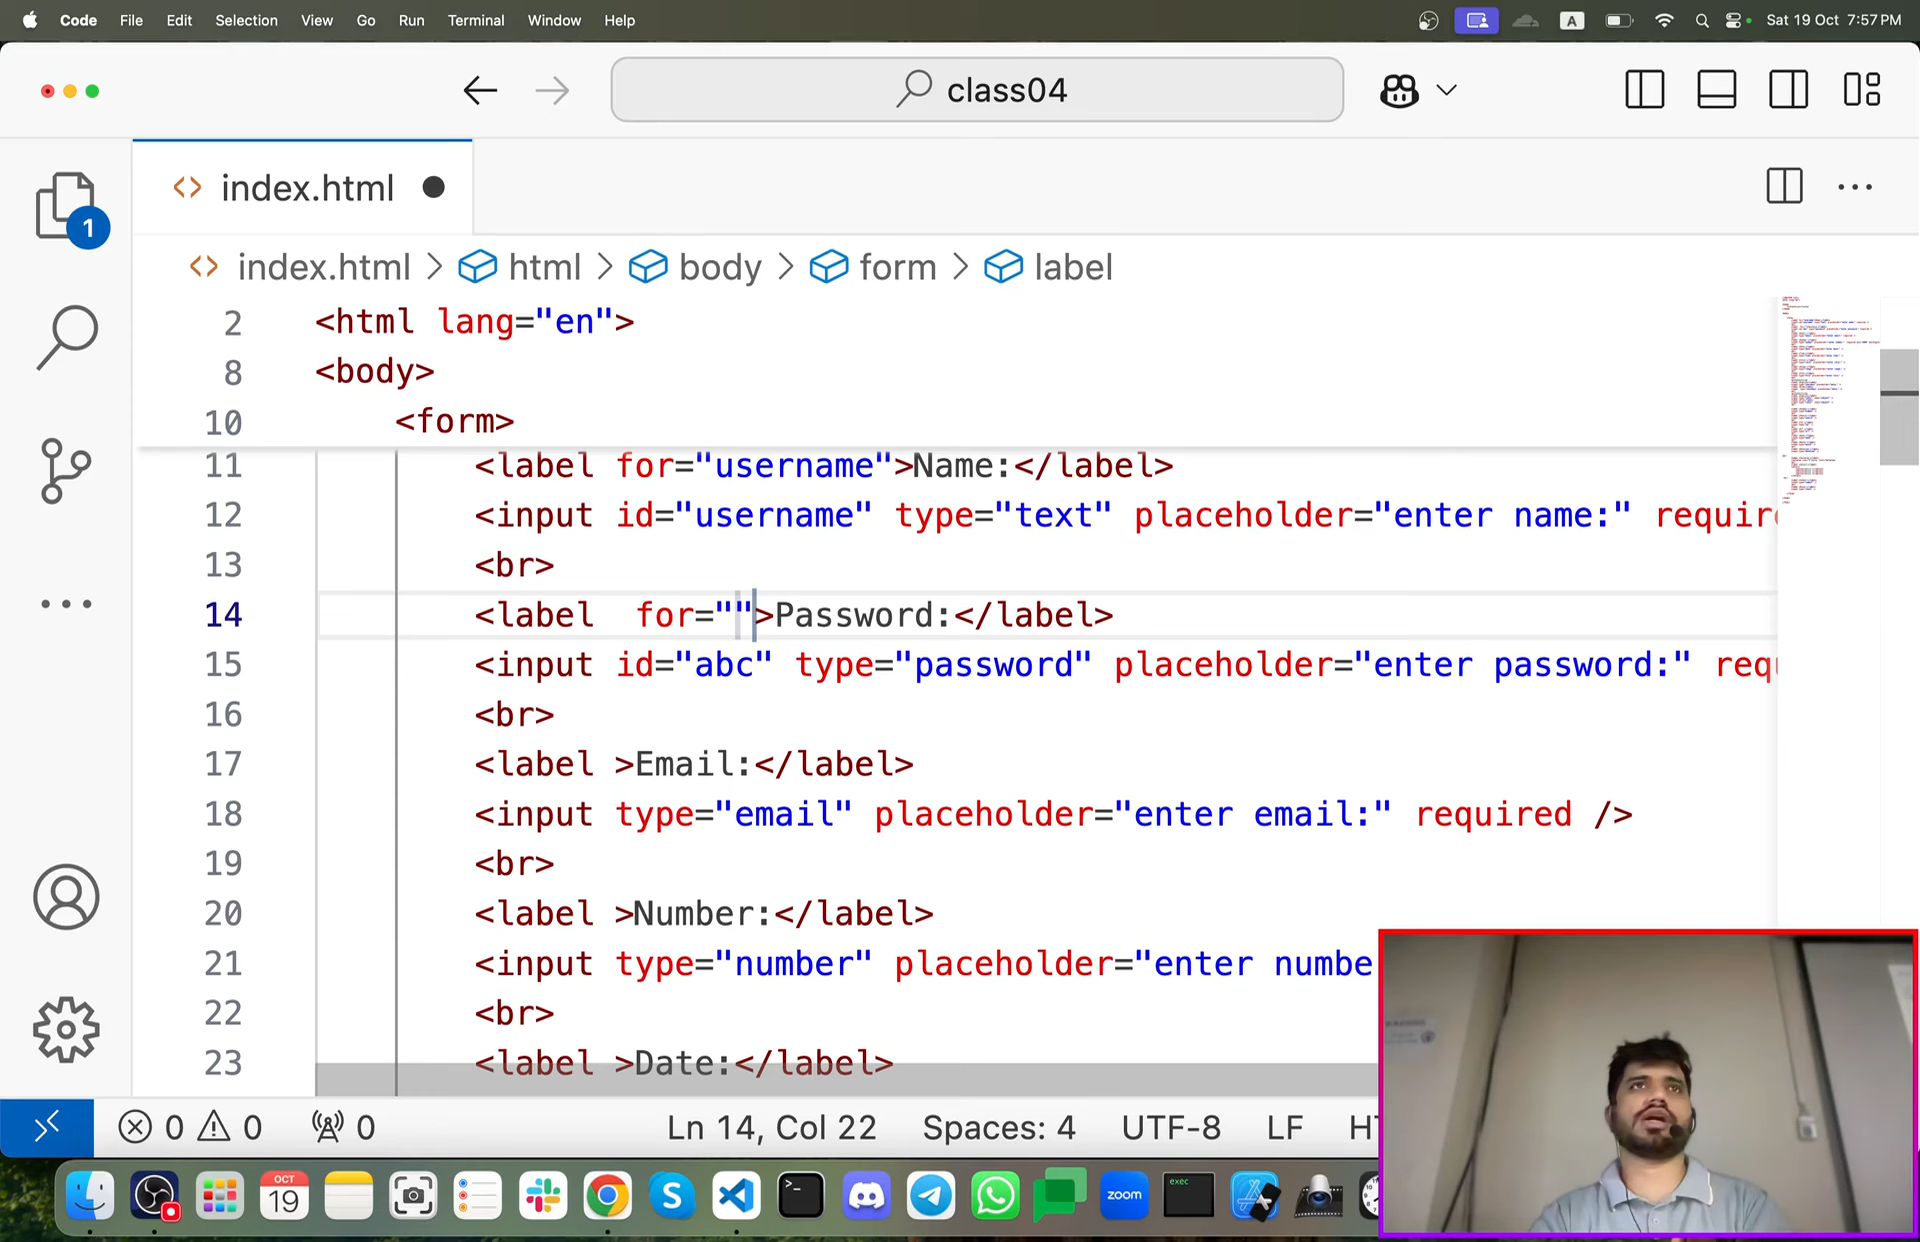 Code File Edit Selection View Go Run Terminal Window Help A Sat 19 Oct 7:57 PM
class04
index.html
1
index.html > html > body > form > label
2 <html lang="en">
8 <body>
10 <form>
11 <label for="username">Name:</label>
12 <input id="username" type="text" placeholder="enter name:" require
13 <br>
14 <label  for="">Password:</label>
15 <input id="abc" type="password" placeholder="enter password:" requ
16 <br>
17 <label >Email:</label>
18 <input type="email" placeholder="enter email:" required />
19 <br>
20 <label >Number:</label>
21 <input type="number" placeholder="enter numbe
22 <br>
23 <label >Date:</label>
0 0 0 Ln 14, Col 22 Spaces: 4 UTF-8 LF HT
OCT
19
S
zoom
exec